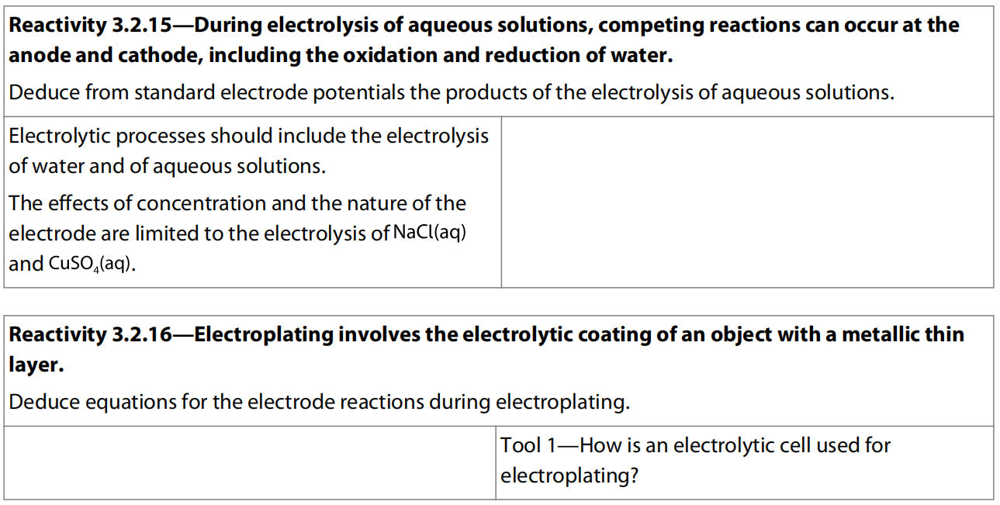 Reactivity 3.2.15—During electrolysis of aqueous solutions, competing reactions can occur at the
anode and cathode, including the oxidation and reduction of water.
Deduce from standard electrode potentials the products of the electrolysis of aqueous solutions.
Electrolytic processes should include the electrolysis
of water and of aqueous solutions.
The effects of concentration and the nature of the
electrode are limited to the electrolysis of NaCl(aq)
and CuSO₄(aq).
Reactivity 3.2.16—Electroplating involves the electrolytic coating of an object with a metallic thin
layer.
Deduce equations for the electrode reactions during electroplating.
Tool 1—How is an electrolytic cell used for
electroplating?